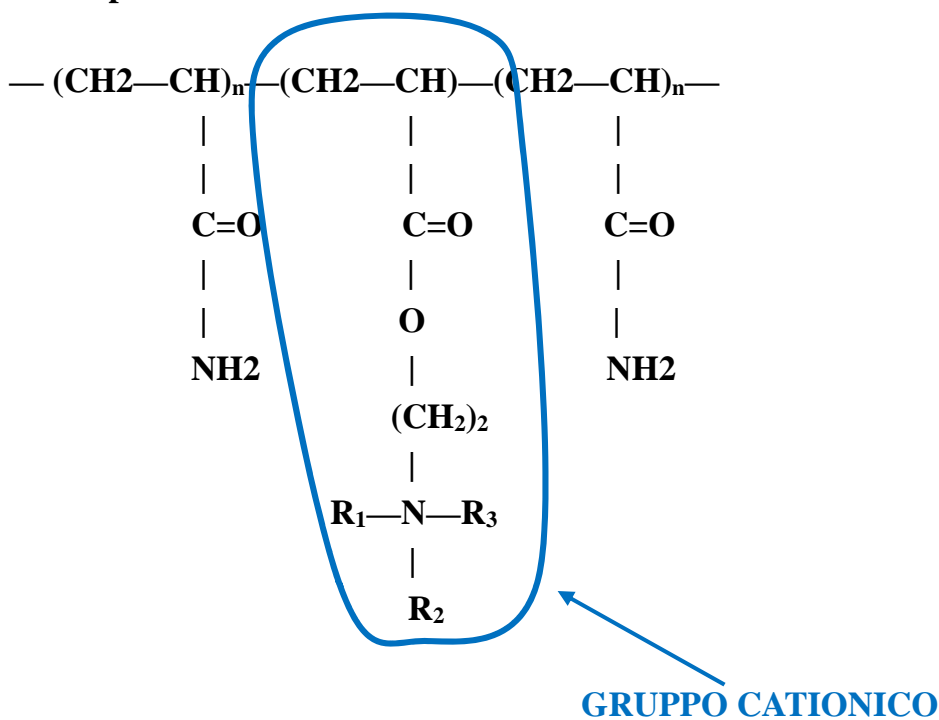 — (CH2—CH)ₙ—(CH2—CH)—(CH2—CH)ₙ—
| | |
| | |
C=O C=O C=O
| | |
| O |
NH2 | NH2
(CH₂)₂
|
R₁—N—R₃
|
R₂
GRUPPO CATIONICO